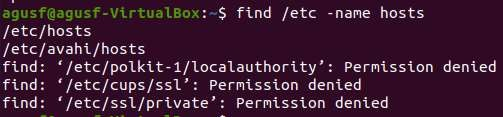 agusf@agusf-VirtualBox:~$ find /etc -name hosts
/etc/hosts
/etc/avahi/hosts
find: ‘/etc/polkit-1/localauthority’: Permission denied
find: ‘/etc/cups/ssl’: Permission denied
find: ‘/etc/ssl/private’: Permission denied